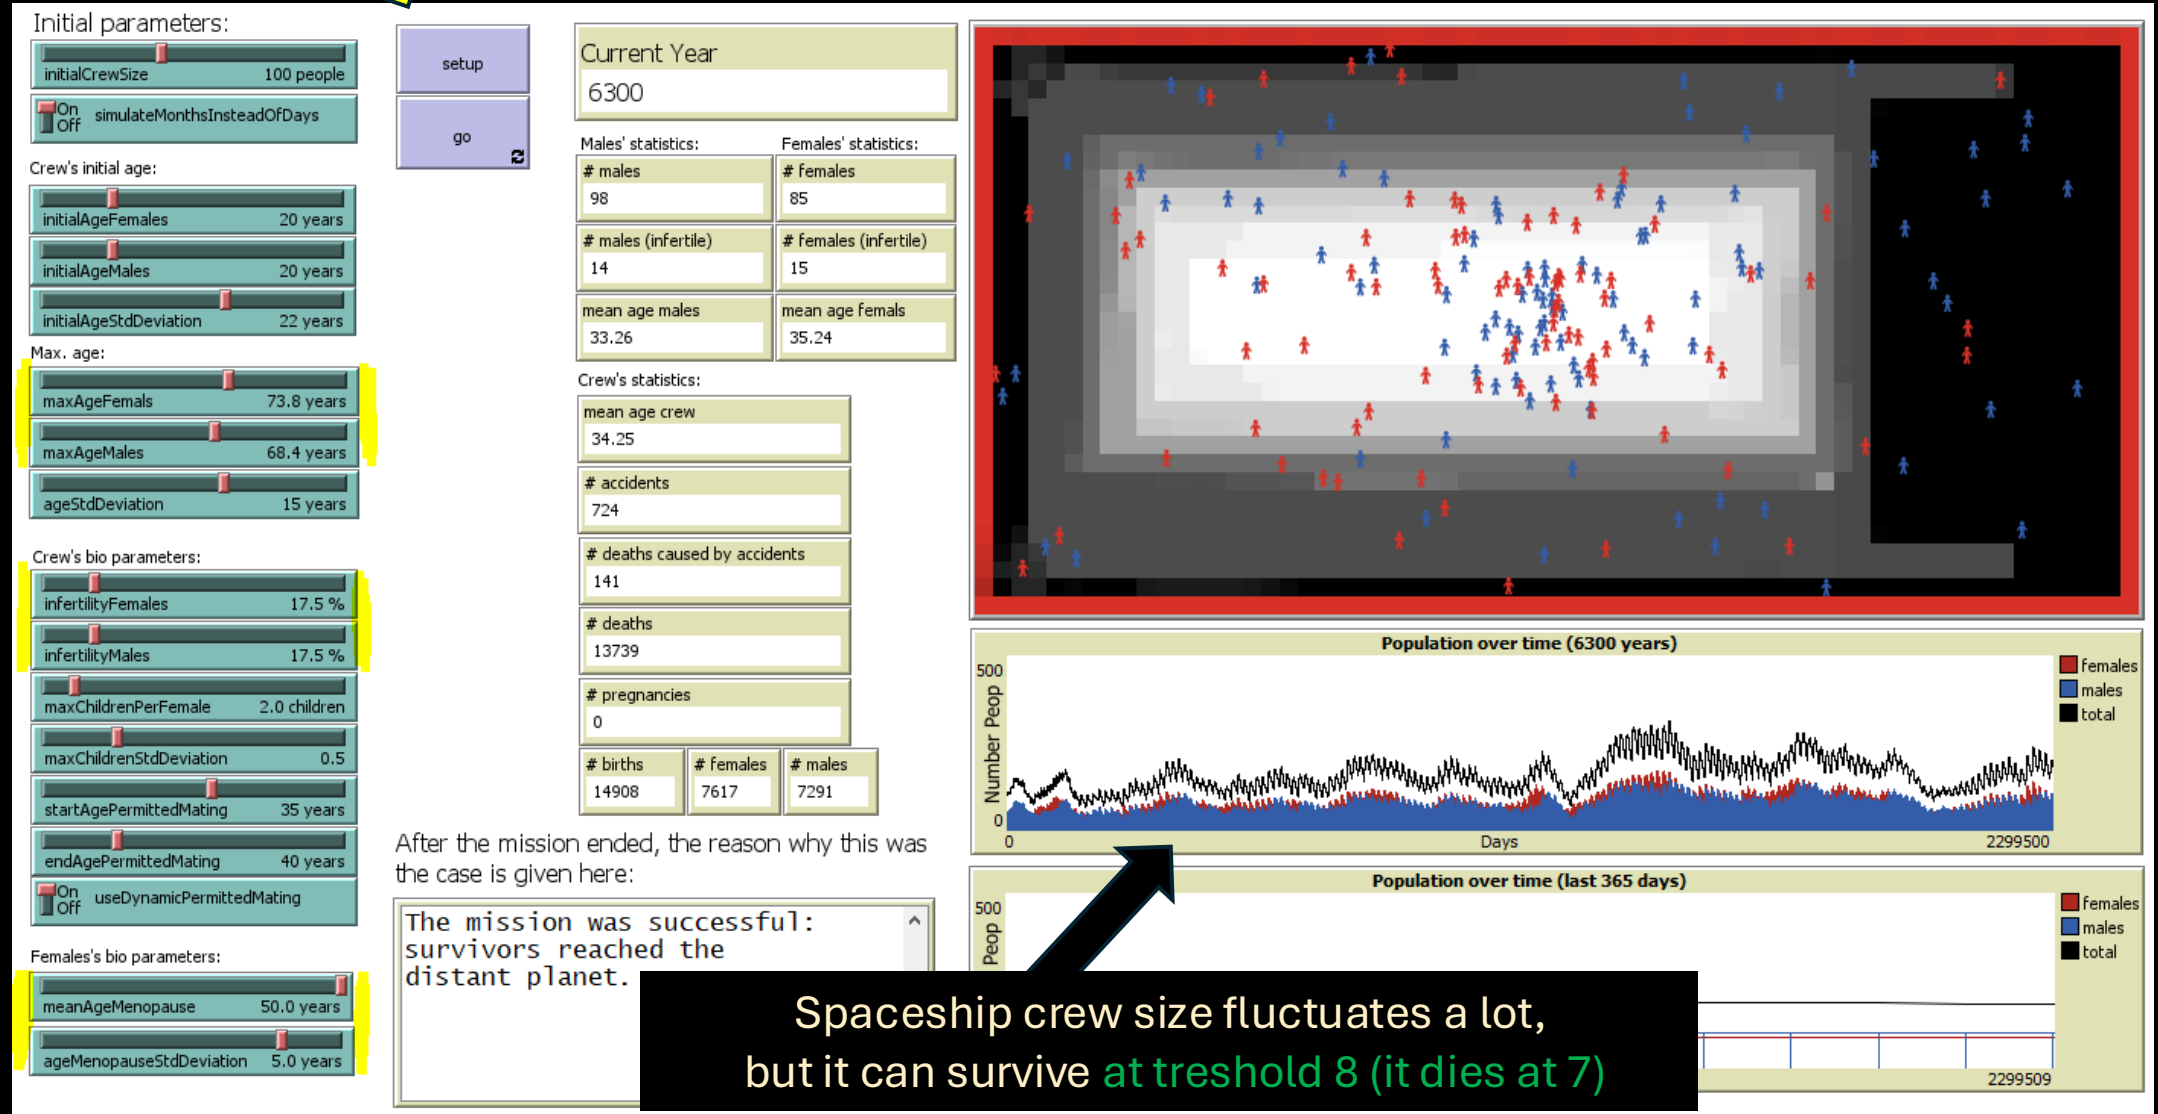 Initial parameters:
initialCrewSize 100 people
On
Off
simulateMonthsInsteadOfDays
Crew's initial age:
initialAgeFemales 20 years
initialAgeMales 20 years
initialAgeStdDeviation 22 years
Max. age:
maxAgeFemals 73.8 years
maxAgeMales 68.4 years
ageStdDeviation 15 years
Crew's bio parameters:
infertilityFemales 17.5 %
infertilityMales 17.5 %
maxChildrenPerFemale 2.0 children
maxChildrenStdDeviation 0.5
startAgePermittedMating 35 years
endAgePermittedMating 40 years
On
Off
useDynamicPermittedMating
Females's bio parameters:
meanAgeMenopause 50.0 years
ageMenopauseStdDeviation 5.0 years
setup
go
Current Year
6300
Males' statistics:
# males
98
# males (infertile)
14
mean age males
33.26
Females' statistics:
# females
85
# females (infertile)
15
mean age femals
35.24
Crew's statistics:
mean age crew
34.25
# accidents
724
# deaths caused by accidents
141
# deaths
13739
# pregnancies
0
# births
14908
# females
7617
# males
7291
After the mission ended, the reason why this was
the case is given here:
The mission was successful:
survivors reached the
distant planet.
Population over time (6300 years)
500
Number Peop
0
0
Days
2299500
females
males
total
Population over time (last 365 days)
500
Peop
2299509
females
males
total
Spaceship crew size fluctuates a lot,
but it can survive at treshold 8 (it dies at 7)